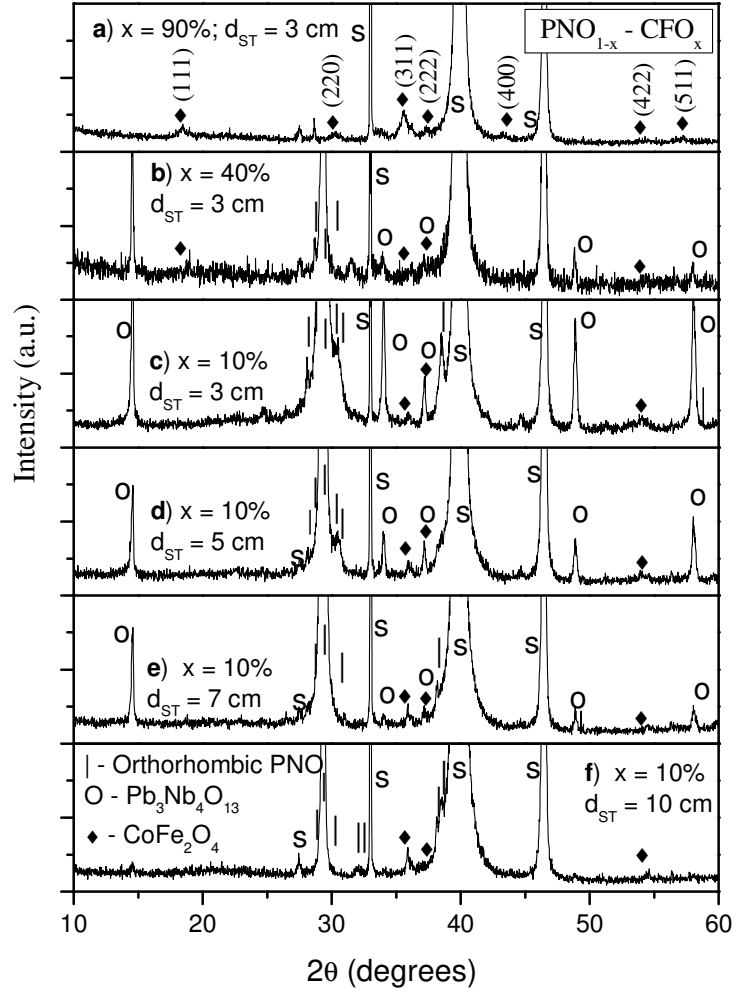 Intensity (a.u.)
a) x = 90%; d_ST = 3 cm
PNO_1-x - CFO_x
S
(111)
(220)
(311)
(222)
S
(400)
S
(422)
(511)
b) x = 40%
d_ST = 3 cm
S
O
O
O
O
O
c) x = 10%
d_ST = 3 cm
S
O
O
S
S
O
O
O
d) x = 10%
d_ST = 5 cm
S
S
O
O
S
S
O
O
O
e) x = 10%
d_ST = 7 cm
S
S
O
O
S
S
O
O
| - Orthorhombic PNO
O - Pb3Nb4O13
♦ - CoFe2O4
S
S
S
S
f) x = 10%
d_ST = 10 cm
10 20 30 40 50 60
2θ (degrees)